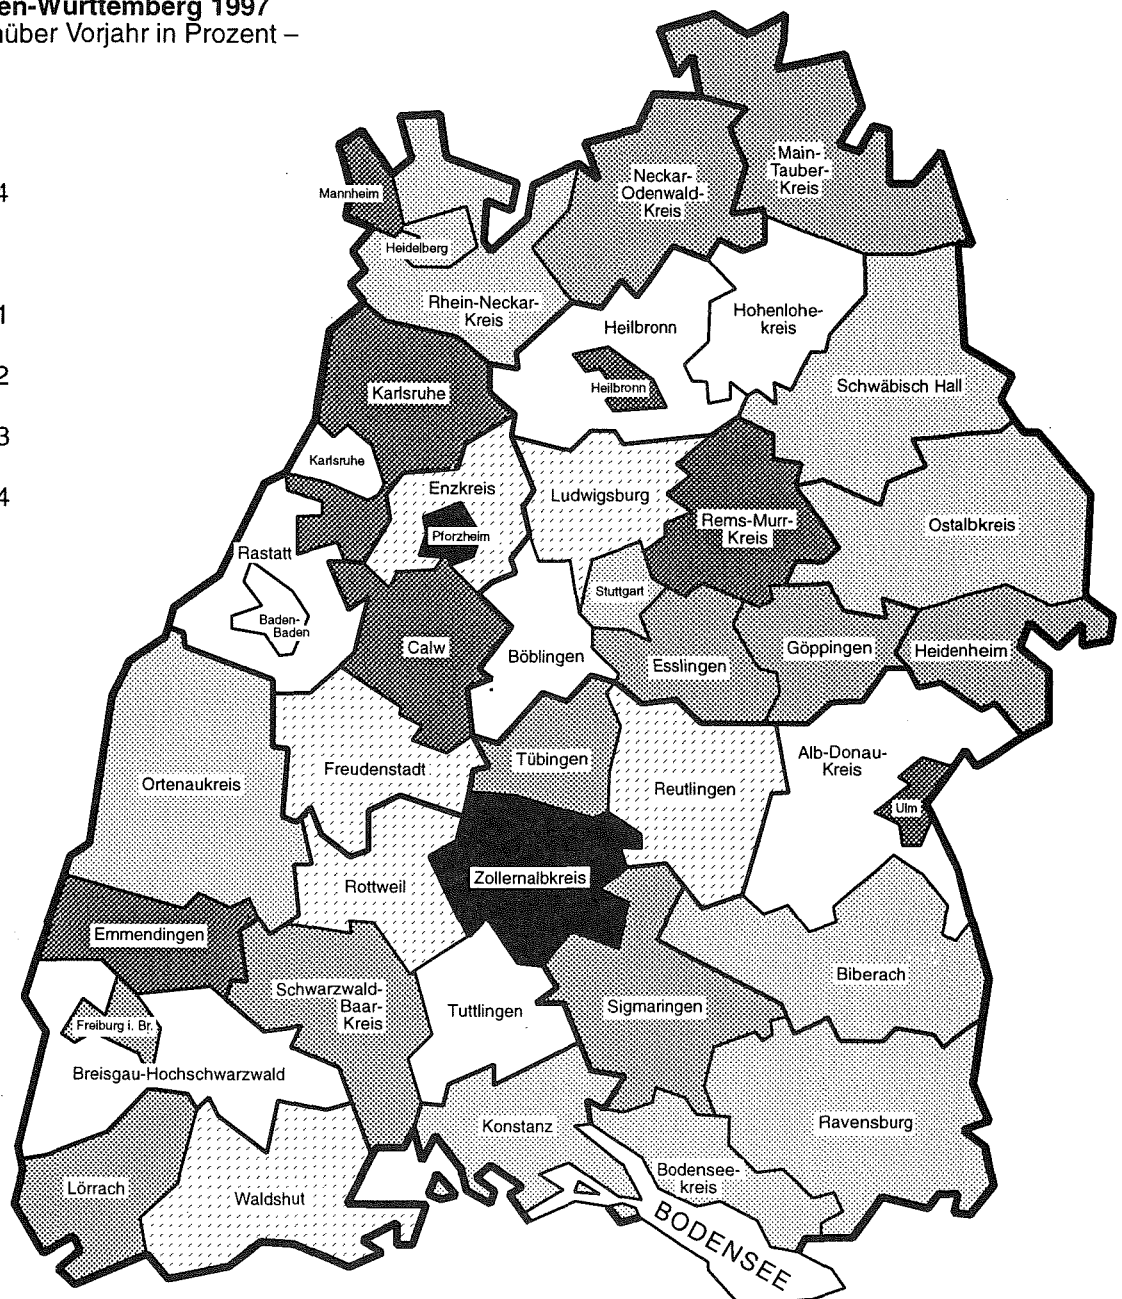 en-Württemberg 1997
nüber Vorjahr in Prozent –
4
1
2
3
4
Main-
Tauber-
Kreis
Neckar-
Odenwald-
Kreis
Mannheim
Heidelberg
Rhein-Neckar-
Kreis
Hohenlohe-
kreis
Heilbronn
Heilbronn
Schwäbisch Hall
Karlsruhe
Karlsruhe
Enzkreis
Ludwigsburg
Rems-Murr-
Kreis
Ostalbkreis
Pforzheim
Rastatt
Stuttgart
Baden-
Baden
Calw
Böblingen
Esslingen
Göppingen
Heidenheim
Ortenaukreis
Freudenstadt
Tübingen
Reutlingen
Alb-Donau-
Kreis
Ulm
Rottweil
Zollernalbkreis
Emmendingen
Biberach
Schwarzwald-
Baar-
Kreis
Tuttlingen
Sigmaringen
Freiburg i. Br.
Breisgau-Hochschwarzwald
Konstanz
Ravensburg
Lörrach
Waldshut
Bodensee-
kreis
BODENSEE